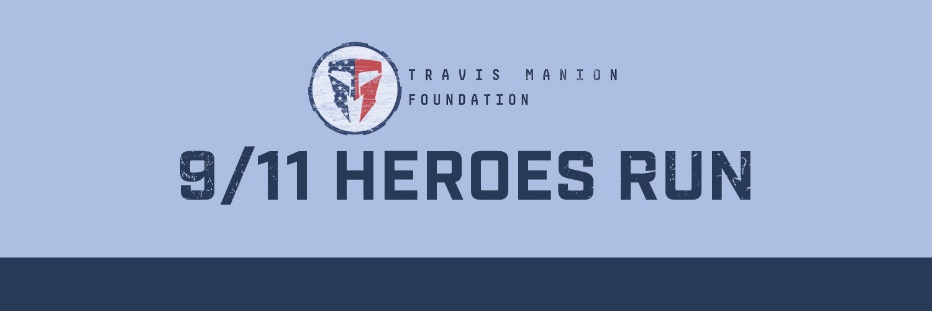 TRAVIS MANION
FOUNDATION
9/11 HEROES RUN